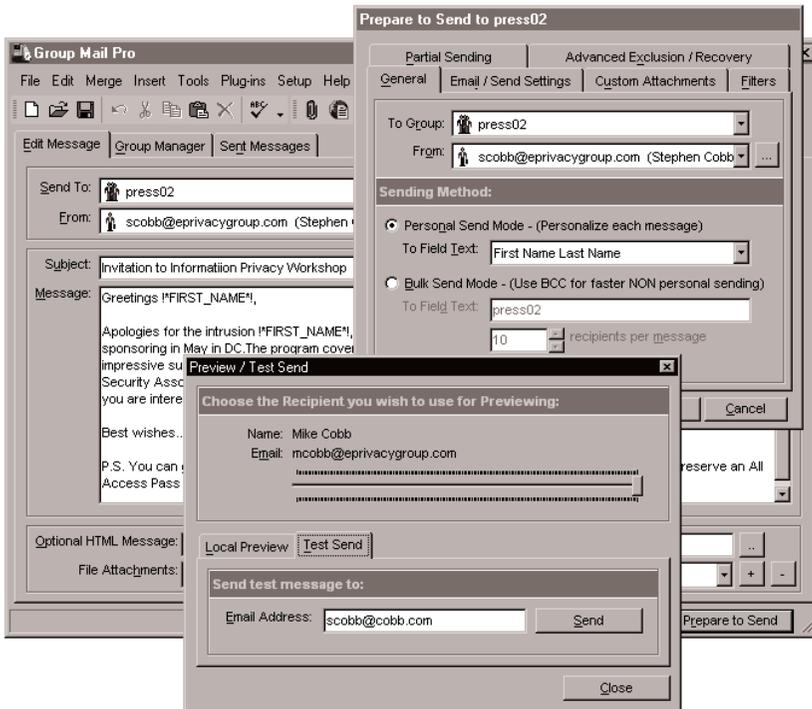 Group Mail Pro
File Edit Merge Insert Tools Plug-ins Setup Help
Edit Message Group Manager Sent Messages
Send To: press02
From: scobb@eprivacygroup.com (Stephen
Subject: Invitation to Informatiion Privacy Workshop
Message: Greetings !*FIRST_NAME*!,
Apologies for the intrusion !*FIRST_NAME*!,
sponsoring in May in DC.The program cover
impressive su
Security Asso
you are intere
Best wishes..
P.S. You can
reserve an All
Access Pass
Optional HTML Message:
..
File Attachments:
+ -
Prepare to Send
Prepare to Send to press02
Partial Sending Advanced Exclusion / Recovery
General Email / Send Settings Custom Attachments Filters
To Group: press02
From: scobb@eprivacygroup.com (Stephen Cobb
...
Sending Method:
Personal Send Mode - (Personalize each message)
To Field Text: First Name Last Name
Bulk Send Mode - (Use BCC for faster NON personal sending)
To Field Text: press02
10 recipients per message
Cancel
Preview / Test Send
Choose the Recipient you wish to use for Previewing:
Name: Mike Cobb
Email: mcobb@eprivacygroup.com
Local Preview Test Send
Send test message to:
Email Address: scobb@cobb.com Send
Close